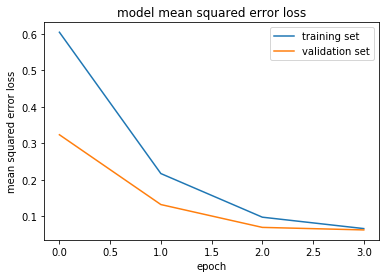 model mean squared error loss
training set
validation set
mean squared error loss
0.6
0.5
0.4
0.3
0.2
0.1
0.0 0.5 1.0 1.5 2.0 2.5 3.0
epoch